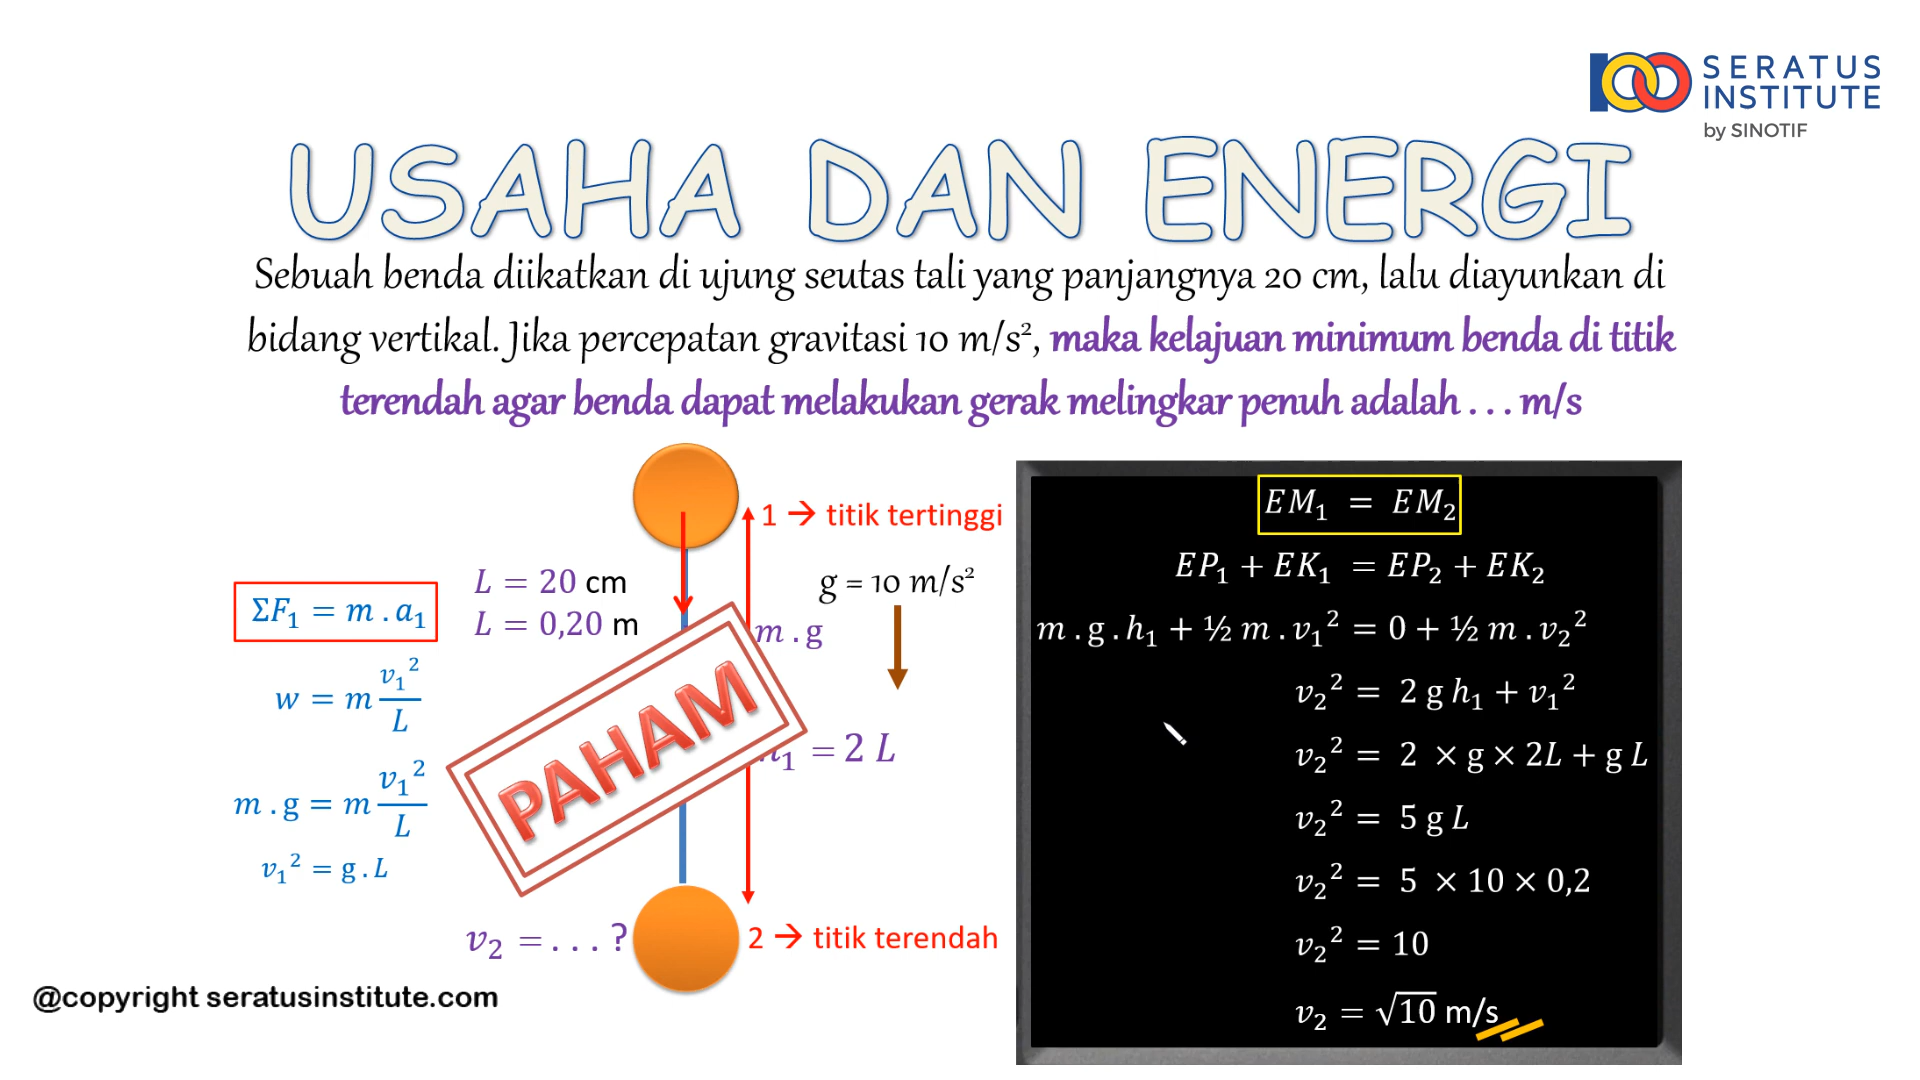 SERATUS
INSTITUTE
by SINOTIF
USAHA DAN ENERGI
Sebuah benda diikatkan di ujung seutas tali yang panjangnya 20 cm, lalu diayunkan di
bidang vertikal. Jika percepatan gravitasi 10 m/s², maka kelajuan minimum benda di titik
terendah agar benda dapat melakukan gerak melingkar penuh adalah . . . m/s
ΣF₁ = m . a₁
w = m v₁²/L
m . g = m v₁²/L
v₁² = g . L
L = 20 cm
L = 0,20 m
1 → titik tertinggi
g = 10 m/s²
m . g
PAHAM
₁ = 2 L
v₂ = . . . ?
2 → titik terendah
EM₁ = EM₂
EP₁ + EK₁ = EP₂ + EK₂
m . g . h₁ + ½ m . v₁² = 0 + ½ m . v₂²
v₂² = 2 g h₁ + v₁²
v₂² = 2 × g × 2L + g L
v₂² = 5 g L
v₂² = 5 × 10 × 0,2
v₂² = 10
v₂ = √10 m/s
@copyright seratusinstitute.com